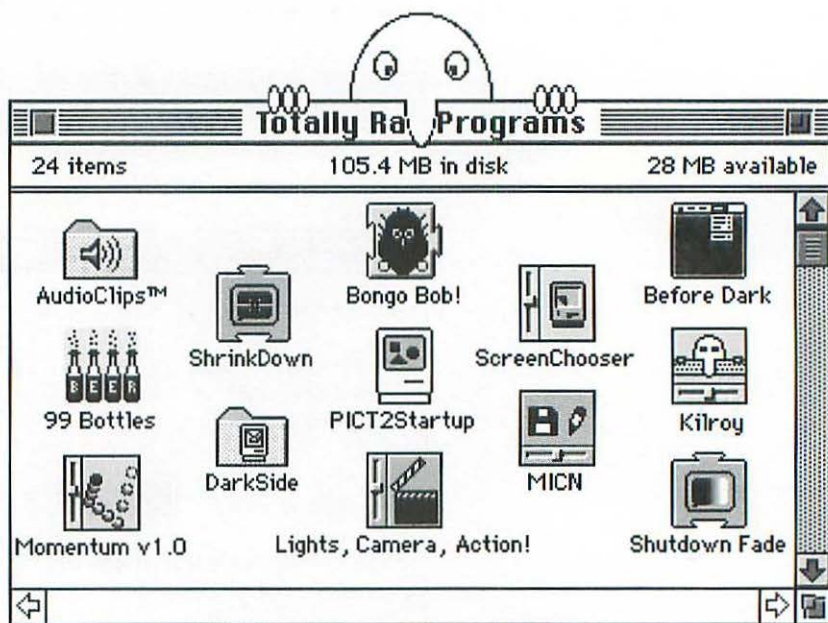 Totally Ra Programs
24 items 105.4 MB in disk 28 MB available
AudioClips™
Bongo Bob!
Before Dark
ShrinkDown
ScreenChooser
BEER
99 Bottles
PICT2Startup
Kilroy
DarkSide
MICN
Momentum v1.0
Lights, Camera, Action!
Shutdown Fade